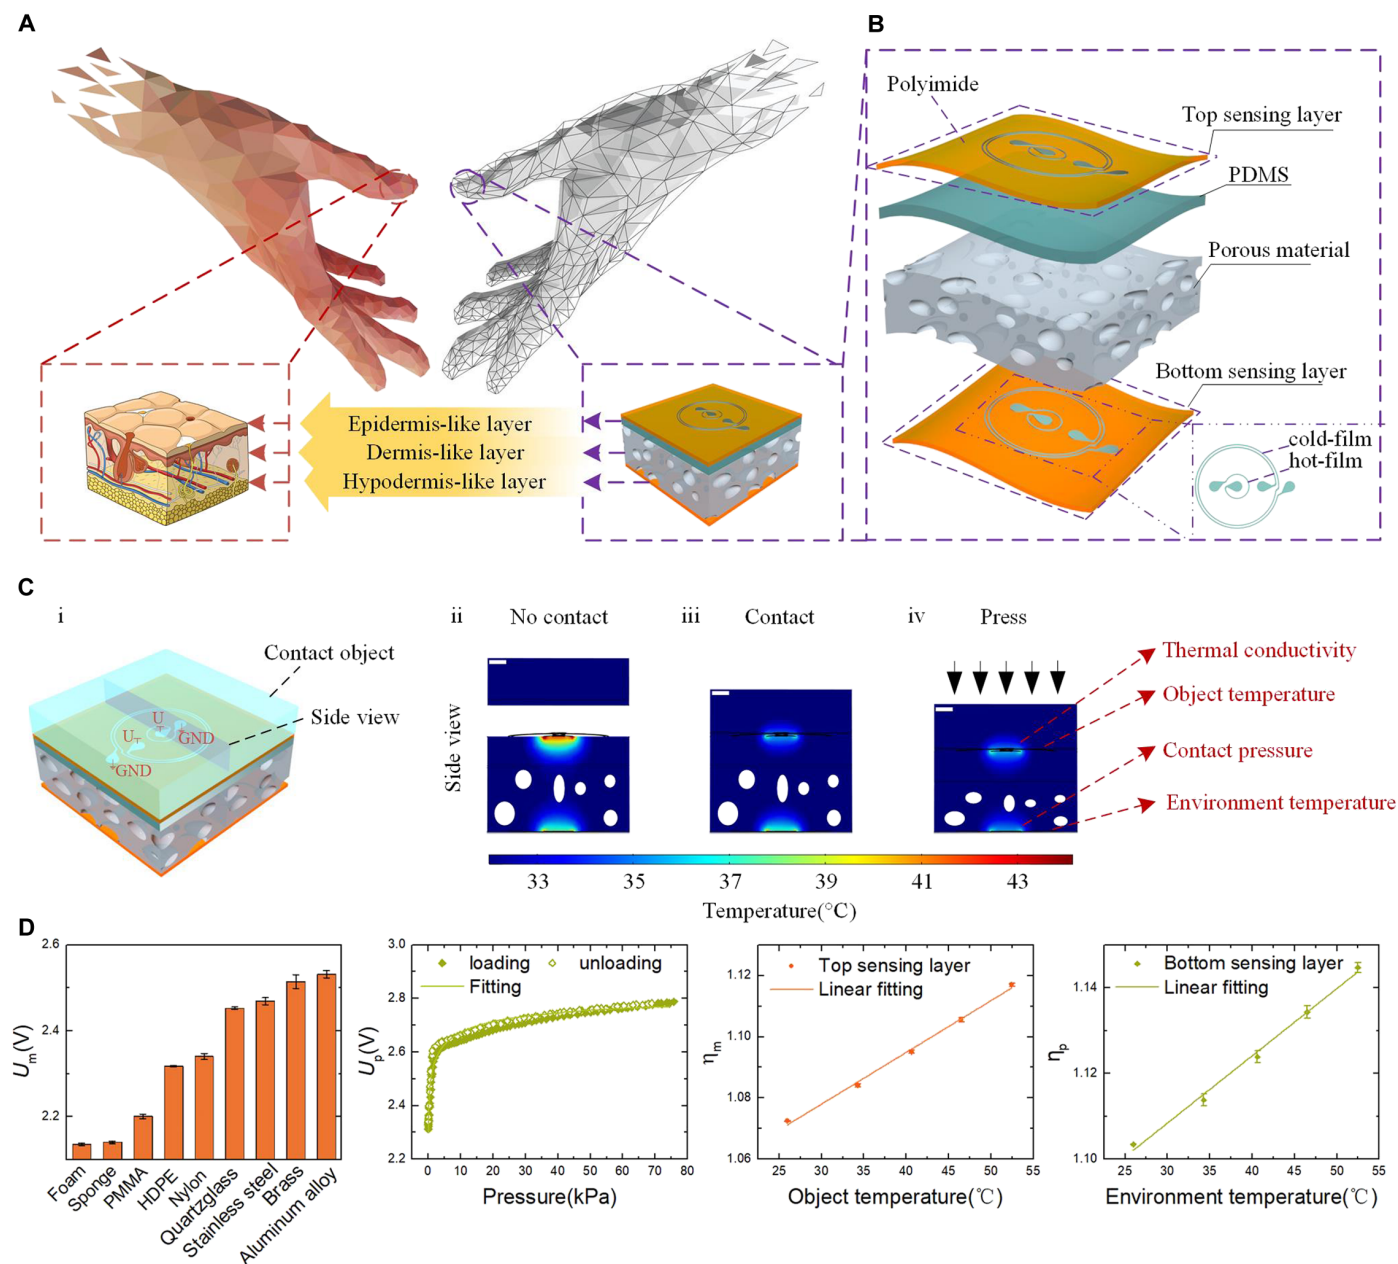 A
B
Polyimide
Top sensing layer
PDMS
Porous material
Bottom sensing layer
cold-film
hot-film
Epidermis-like layer
Dermis-like layer
Hypodermis-like layer
C
i
Contact object
Side view
U
U
GND
GND
ii
No contact
iii
Contact
iv
Press
Side view
Thermal conductivity
Object temperature
Contact pressure
Environment temperature
33 35 37 39 41 43
Temperature(°C)
D
Um(V)
2.6
2.4
2.2
Foam
Sponge
PMMA
HDPE
Nylon
Quartzglass
Stainless steel
Brass
Aluminum alloy
Up(V)
3.0
2.8
2.6
2.4
2.2
loading
unloading
Fitting
0 10 20 30 40 50 60 70 80
Pressure(kPa)
ηm
1.12
1.10
1.08
1.06
Top sensing layer
Linear fitting
25 30 35 40 45 50 55
Object temperature(℃)
ηp
1.14
1.12
1.10
Bottom sensing layer
Linear fitting
25 30 35 40 45 50 55
Environment temperature(℃)